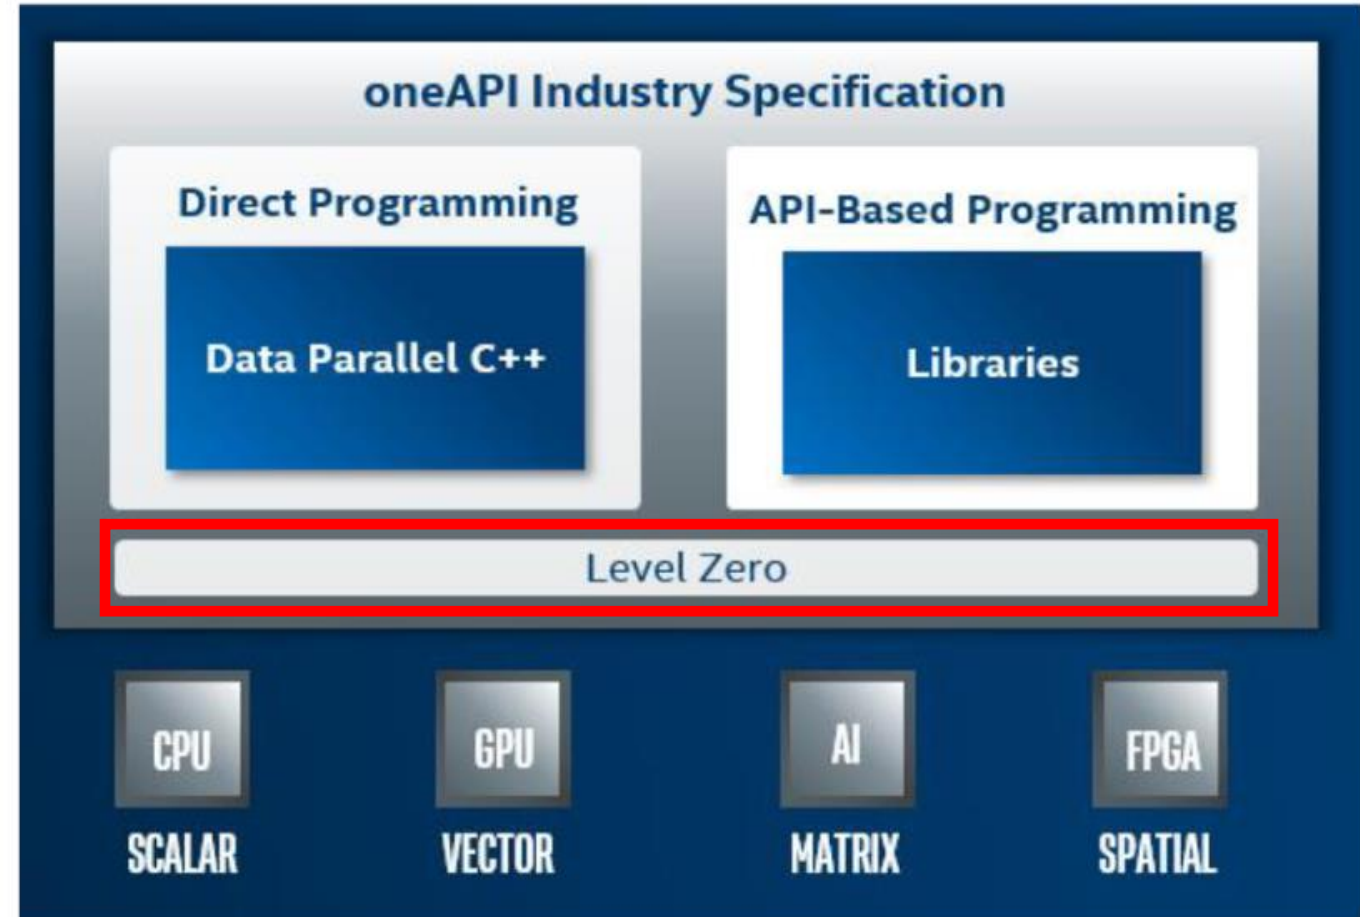 oneAPI Industry Specification
Direct Programming
Data Parallel C++
API-Based Programming
Libraries
Level Zero
CPU
GPU
AI
FPGA
SCALAR
VECTOR
MATRIX
SPATIAL